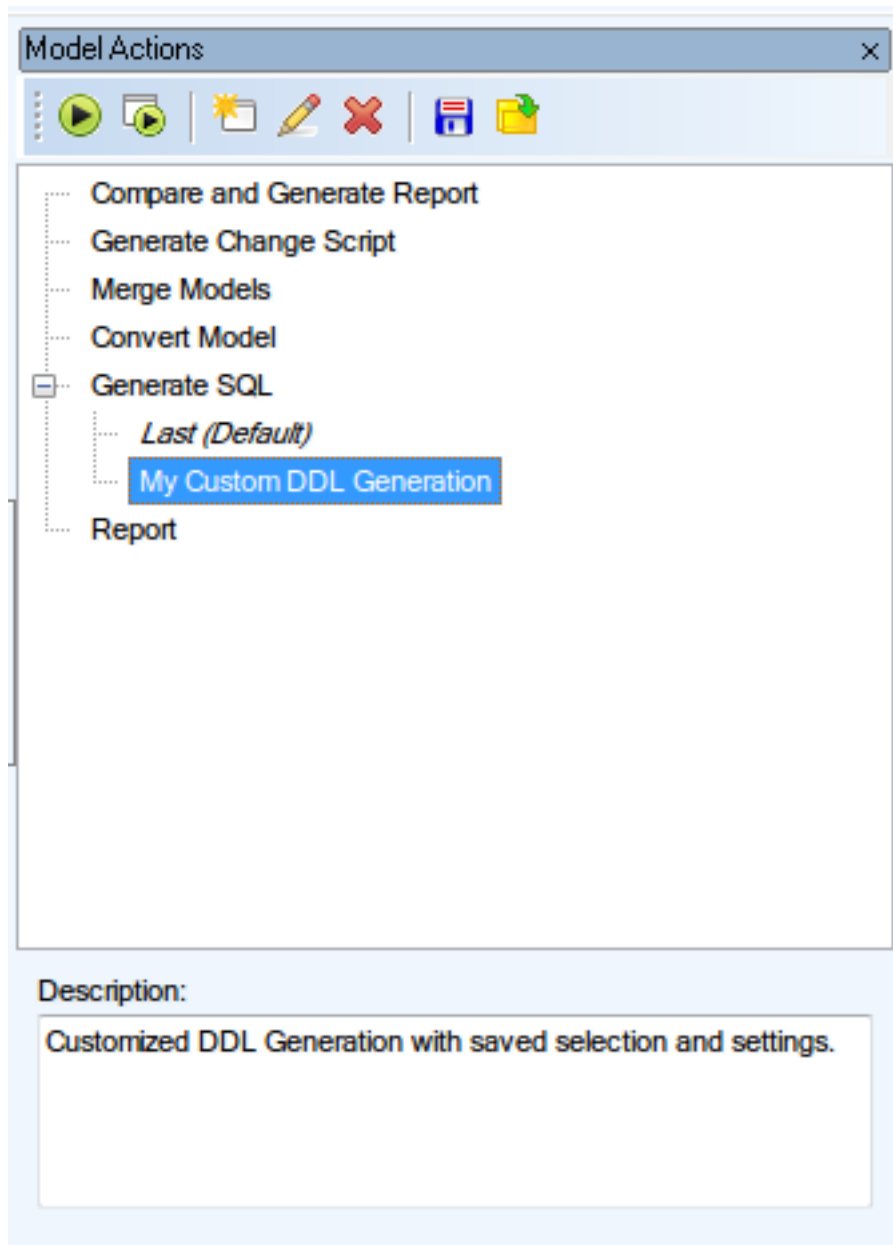 Model Actions
Compare and Generate Report
Generate Change Script
Merge Models
Convert Model
Generate SQL
Last (Default)
My Custom DDL Generation
Report
Description:
Customized DDL Generation with saved selection and settings.